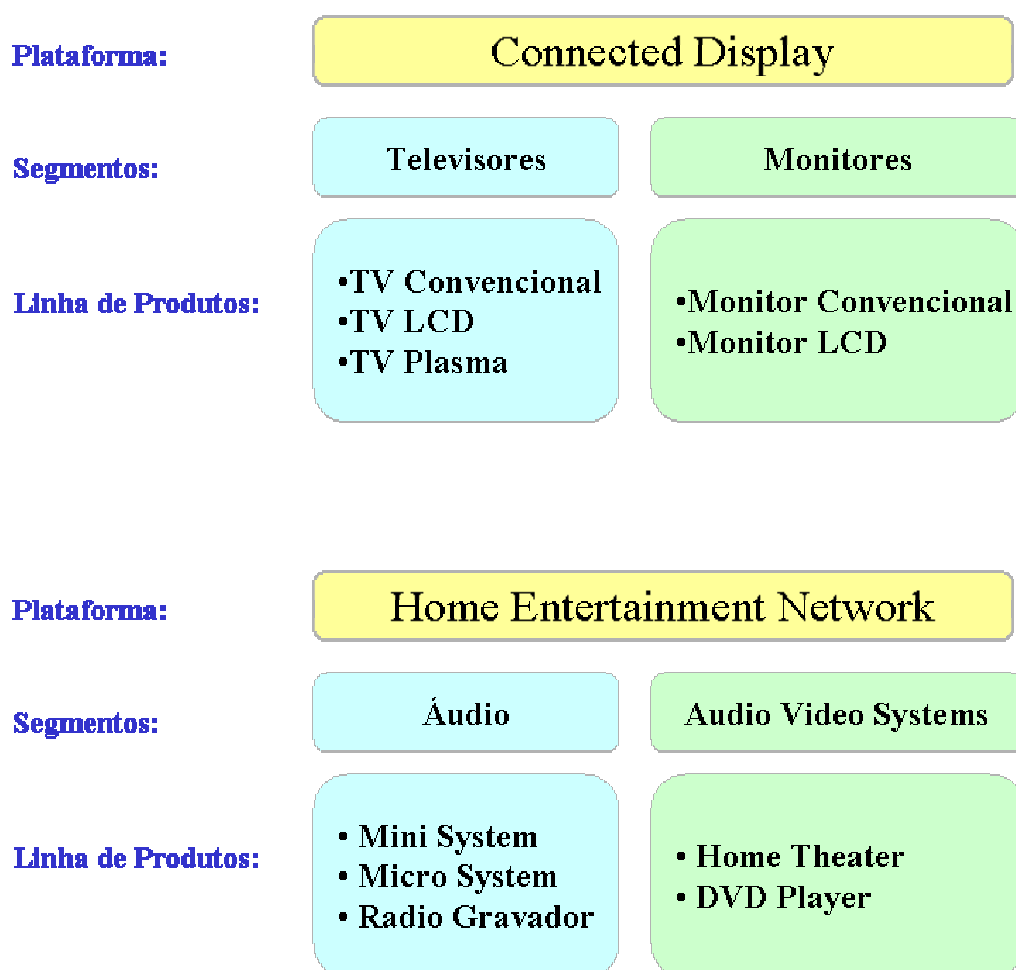 Plataforma:
Connected Display
Segmentos:
Televisores
Monitores
Linha de Produtos:
•TV Convencional
•TV LCD
•TV Plasma
•Monitor Convencional
•Monitor LCD
Plataforma:
Home Entertainment Network
Segmentos:
Áudio
Audio Video Systems
Linha de Produtos:
• Mini System
• Micro System
• Radio Gravador
• Home Theater
• DVD Player